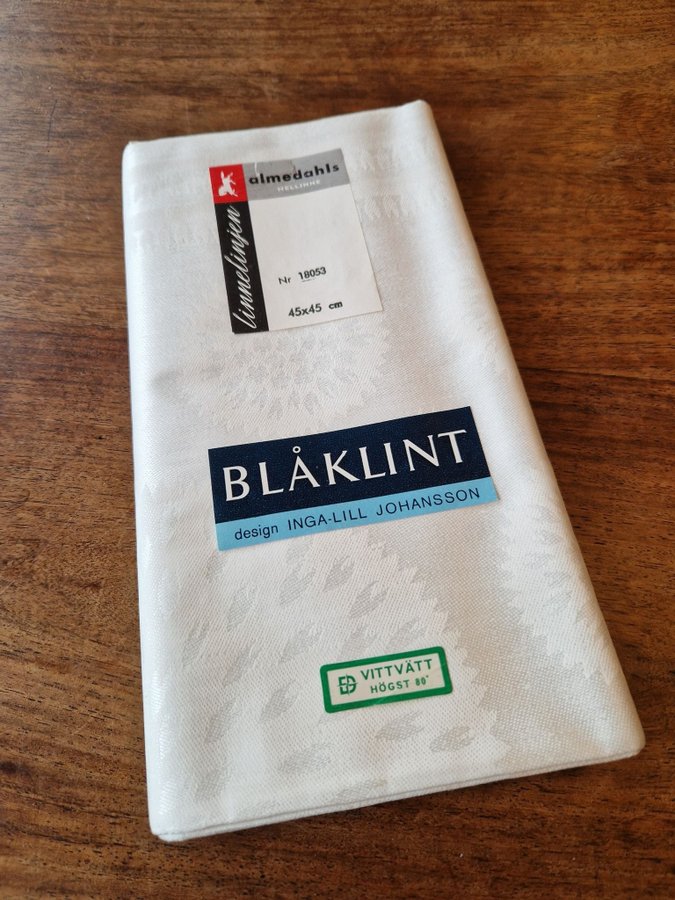 almedahls
HELLINNE
linnelinjen
Nr 18053
45x45 cm
BLÅKLINT
design INGA-LILL JOHANSSON
VITTVÄTT
HÖGST 80°